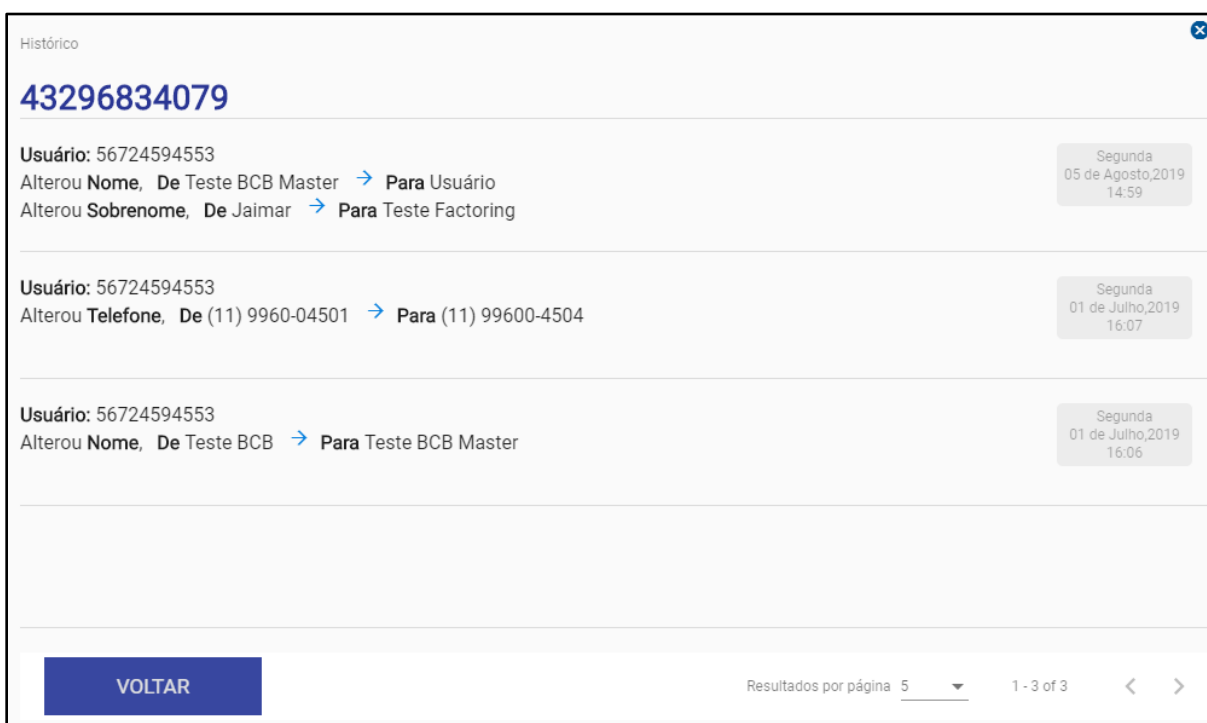 Histórico
43296834079
Usuário: 56724594553
Alterou Nome, De Teste BCB Master → Para Usuário
Alterou Sobrenome, De Jaimar → Para Teste Factoring
Segunda
05 de Agosto,2019
14:59
Usuário: 56724594553
Alterou Telefone, De (11) 9960-04501 → Para (11) 99600-4504
Segunda
01 de Julho,2019
16:07
Usuário: 56724594553
Alterou Nome, De Teste BCB → Para Teste BCB Master
Segunda
01 de Julho,2019
16:06
VOLTAR
Resultados por página 5
1 - 3 of 3